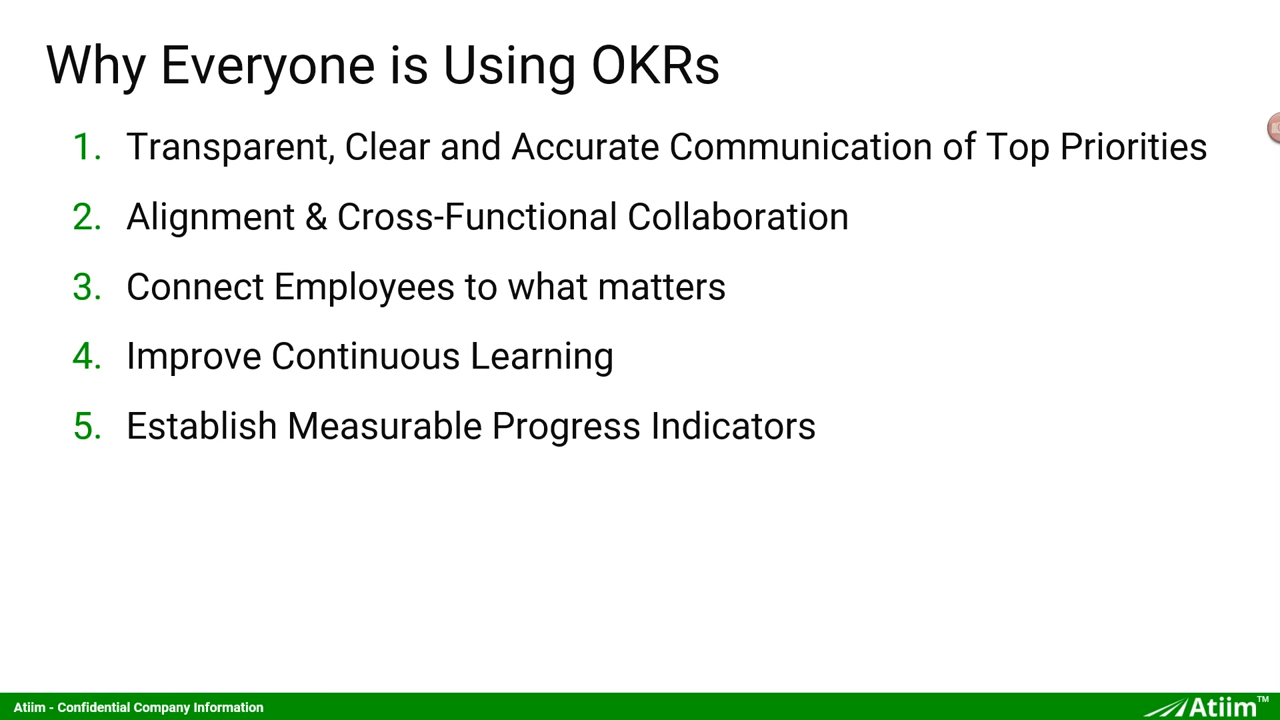 Why Everyone is Using OKRs
1. Transparent, Clear and Accurate Communication of Top Priorities
2. Alignment & Cross-Functional Collaboration
3. Connect Employees to what matters
4. Improve Continuous Learning
5. Establish Measurable Progress Indicators
Atiim - Confidential Company Information
Atiim™